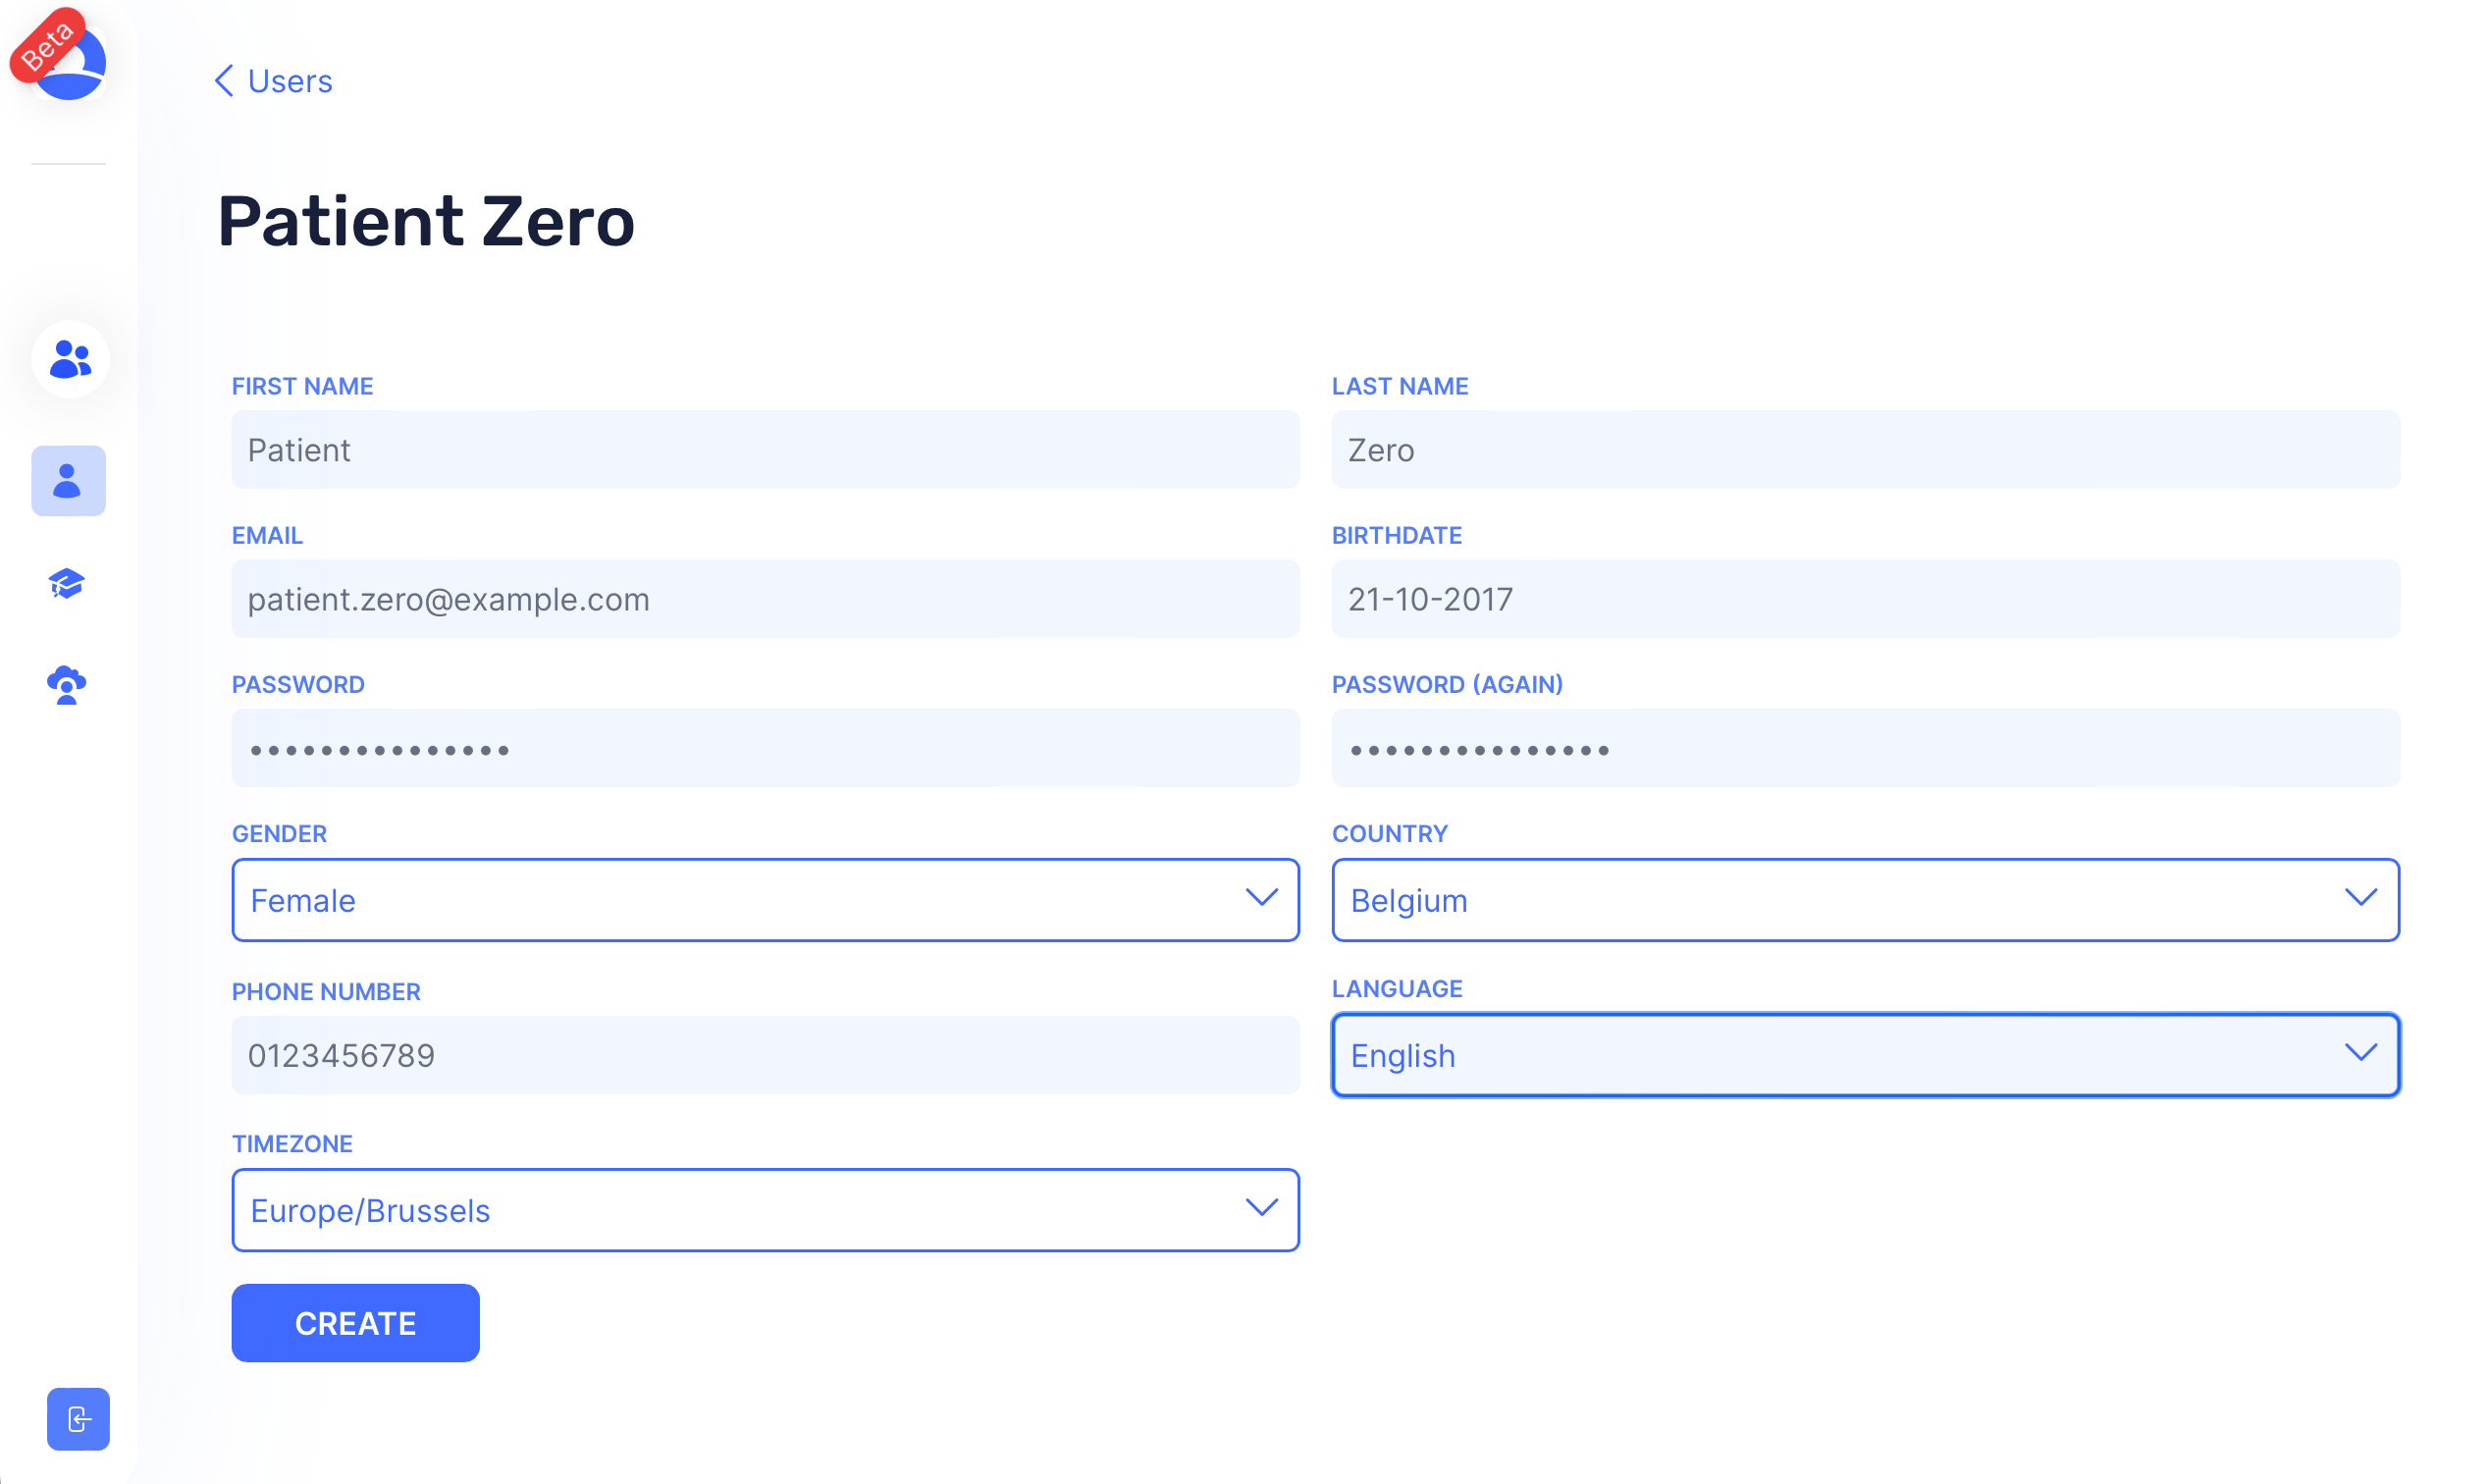 Beta
Users
Patient Zero
FIRST NAME
Patient
LAST NAME
Zero
EMAIL
patient.zero@example.com
BIRTHDATE
21-10-2017
PASSWORD
•••••••••••••••
PASSWORD (AGAIN)
•••••••••••••••
GENDER
Female
COUNTRY
Belgium
PHONE NUMBER
0123456789
LANGUAGE
English
TIMEZONE
Europe/Brussels
CREATE